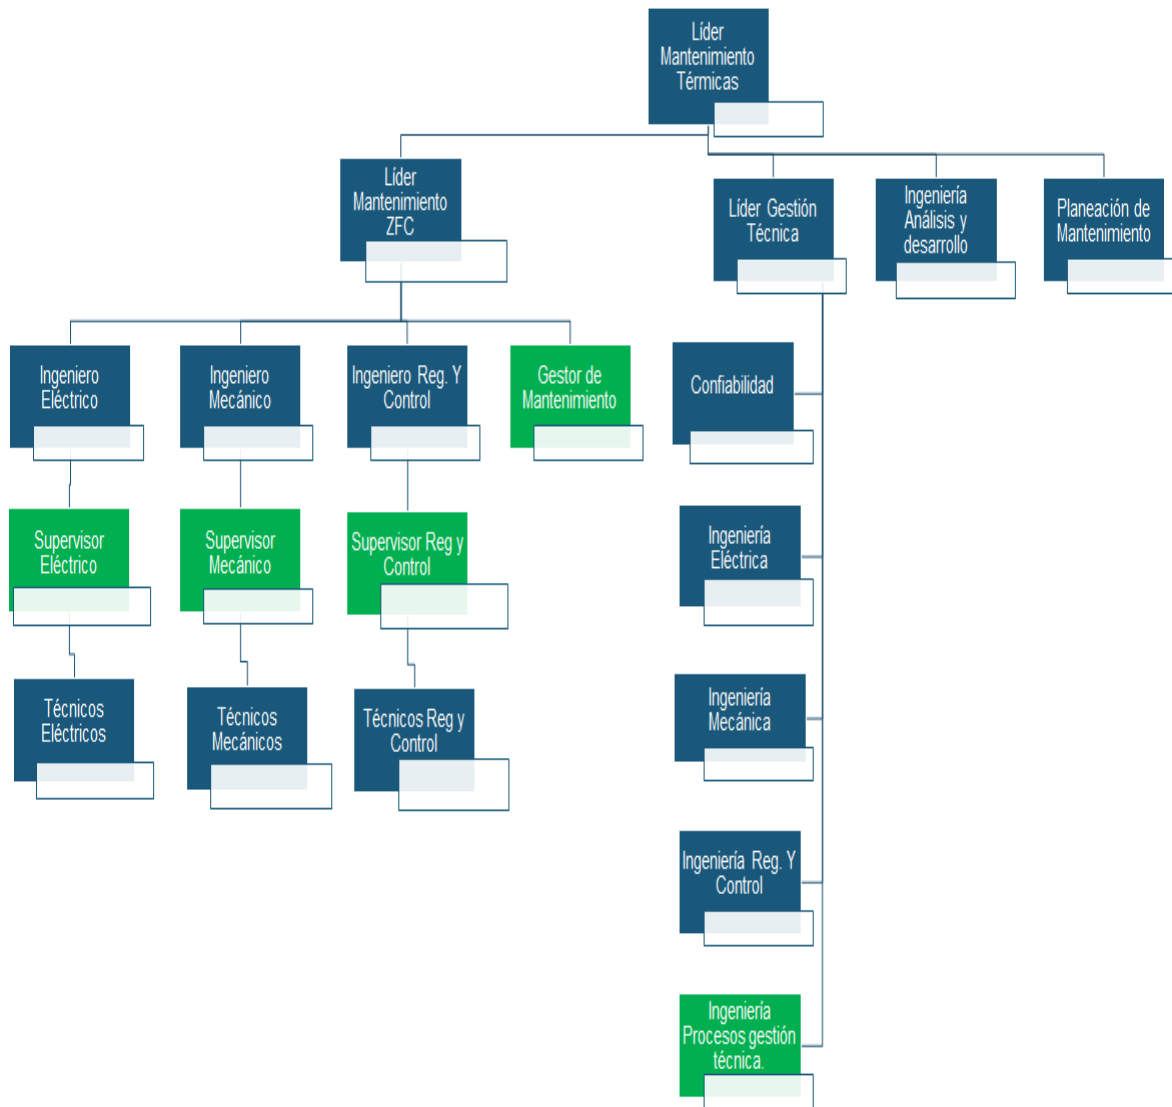 Líder
Mantenimiento
Térmicas
Líder
Mantenimiento
ZFC
Líder Gestión
Técnica
Ingeniería
Análisis y
desarrollo
Planeación de
Mantenimiento
Ingeniero
Eléctrico
Ingeniero
Mecánico
Ingeniero Reg. Y
Control
Gestor de
Mantenimiento
Confiabilidad
Supervisor
Eléctrico
Supervisor
Mecánico
Supervisor Reg y
Control
Ingeniería
Eléctrica
Técnicos
Eléctricos
Técnicos
Mecánicos
Técnicos Reg y
Control
Ingeniería
Mecánica
Ingeniería Reg. Y
Control
Ingeniería
Procesos gestión
técnica.